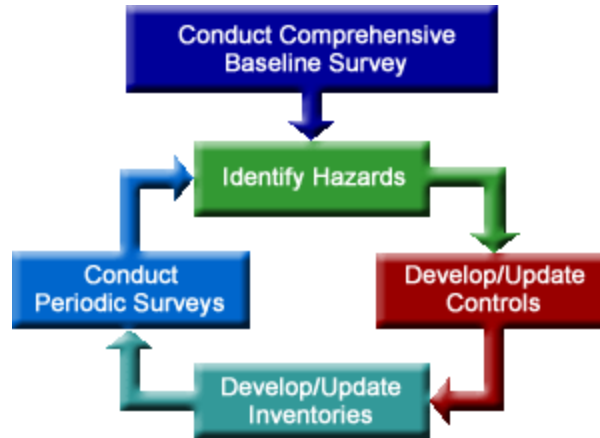 Conduct Comprehensive
Baseline Survey
Identify Hazards
Conduct
Periodic Surveys
Develop/Update
Controls
Develop/Update
Inventories